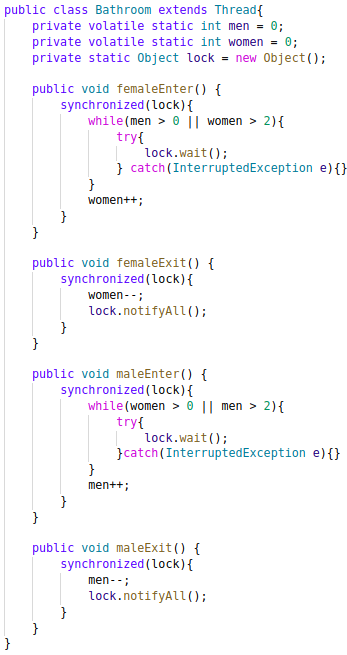 public class Bathroom extends Thread{
    private volatile static int men = 0;
    private volatile static int women = 0;
    private static Object lock = new Object();

    public void femaleEnter() {
        synchronized(lock){
            while(men > 0 || women > 2){
                try{
                    lock.wait();
                } catch(InterruptedException e){}
            }
            women++;
        }
    }

    public void femaleExit() {
        synchronized(lock){
            women--;
            lock.notifyAll();
        }
    }

    public void maleEnter() {
        synchronized(lock){
            while(women > 0 || men > 2){
                try{
                    lock.wait();
                }catch(InterruptedException e){}
            }
            men++;
        }
    }

    public void maleExit() {
        synchronized(lock){
            men--;
            lock.notifyAll();
        }
    }
}